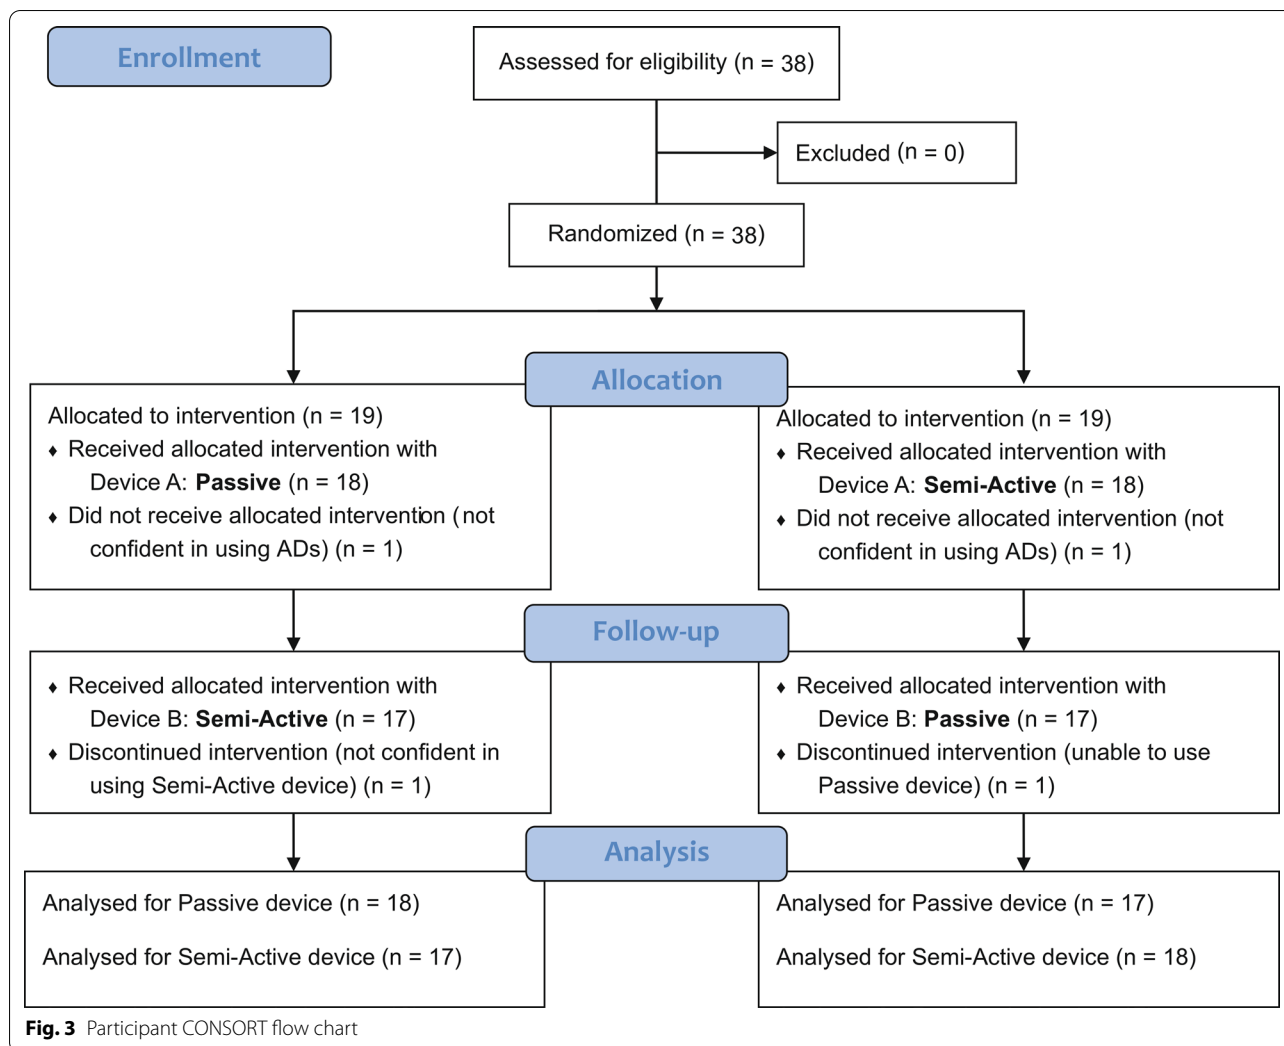 Enrollment
Assessed for eligibility (n = 38)
Excluded (n = 0)
Randomized (n = 38)
Allocation
Allocated to intervention (n = 19)
♦ Received allocated intervention with
Device A: Passive (n = 18)
♦ Did not receive allocated intervention (not
confident in using ADs) (n = 1)
Allocated to intervention (n = 19)
♦ Received allocated intervention with
Device A: Semi-Active (n = 18)
♦ Did not receive allocated intervention (not
confident in using ADs) (n = 1)
Follow-up
♦ Received allocated intervention with
Device B: Semi-Active (n = 17)
♦ Discontinued intervention (not confident in
using Semi-Active device) (n = 1)
♦ Received allocated intervention with
Device B: Passive (n = 17)
♦ Discontinued intervention (unable to use
Passive device) (n = 1)
Analysis
Analysed for Passive device (n = 18)
Analysed for Semi-Active device (n = 17)
Analysed for Passive device (n = 17)
Analysed for Semi-Active device (n = 18)
Fig. 3 Participant CONSORT flow chart